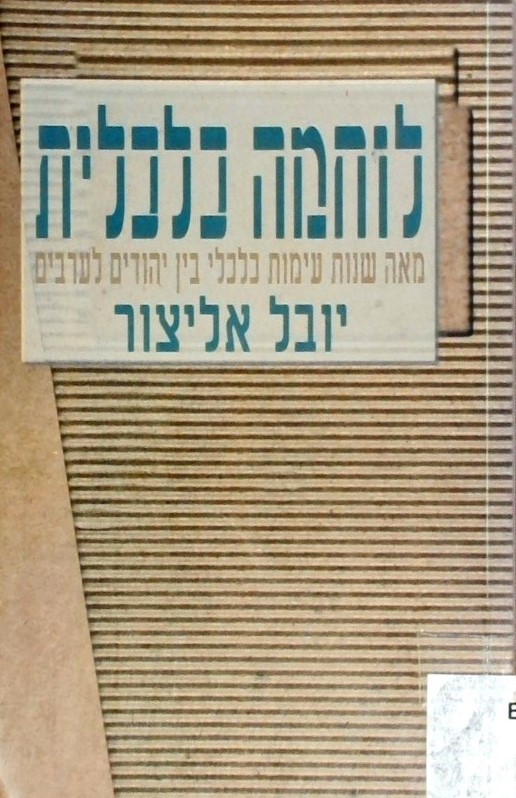 לוחמה כלכלית
מאה שנות עימות כלכלי בין יהודים לערבים
יובל אליצור
E